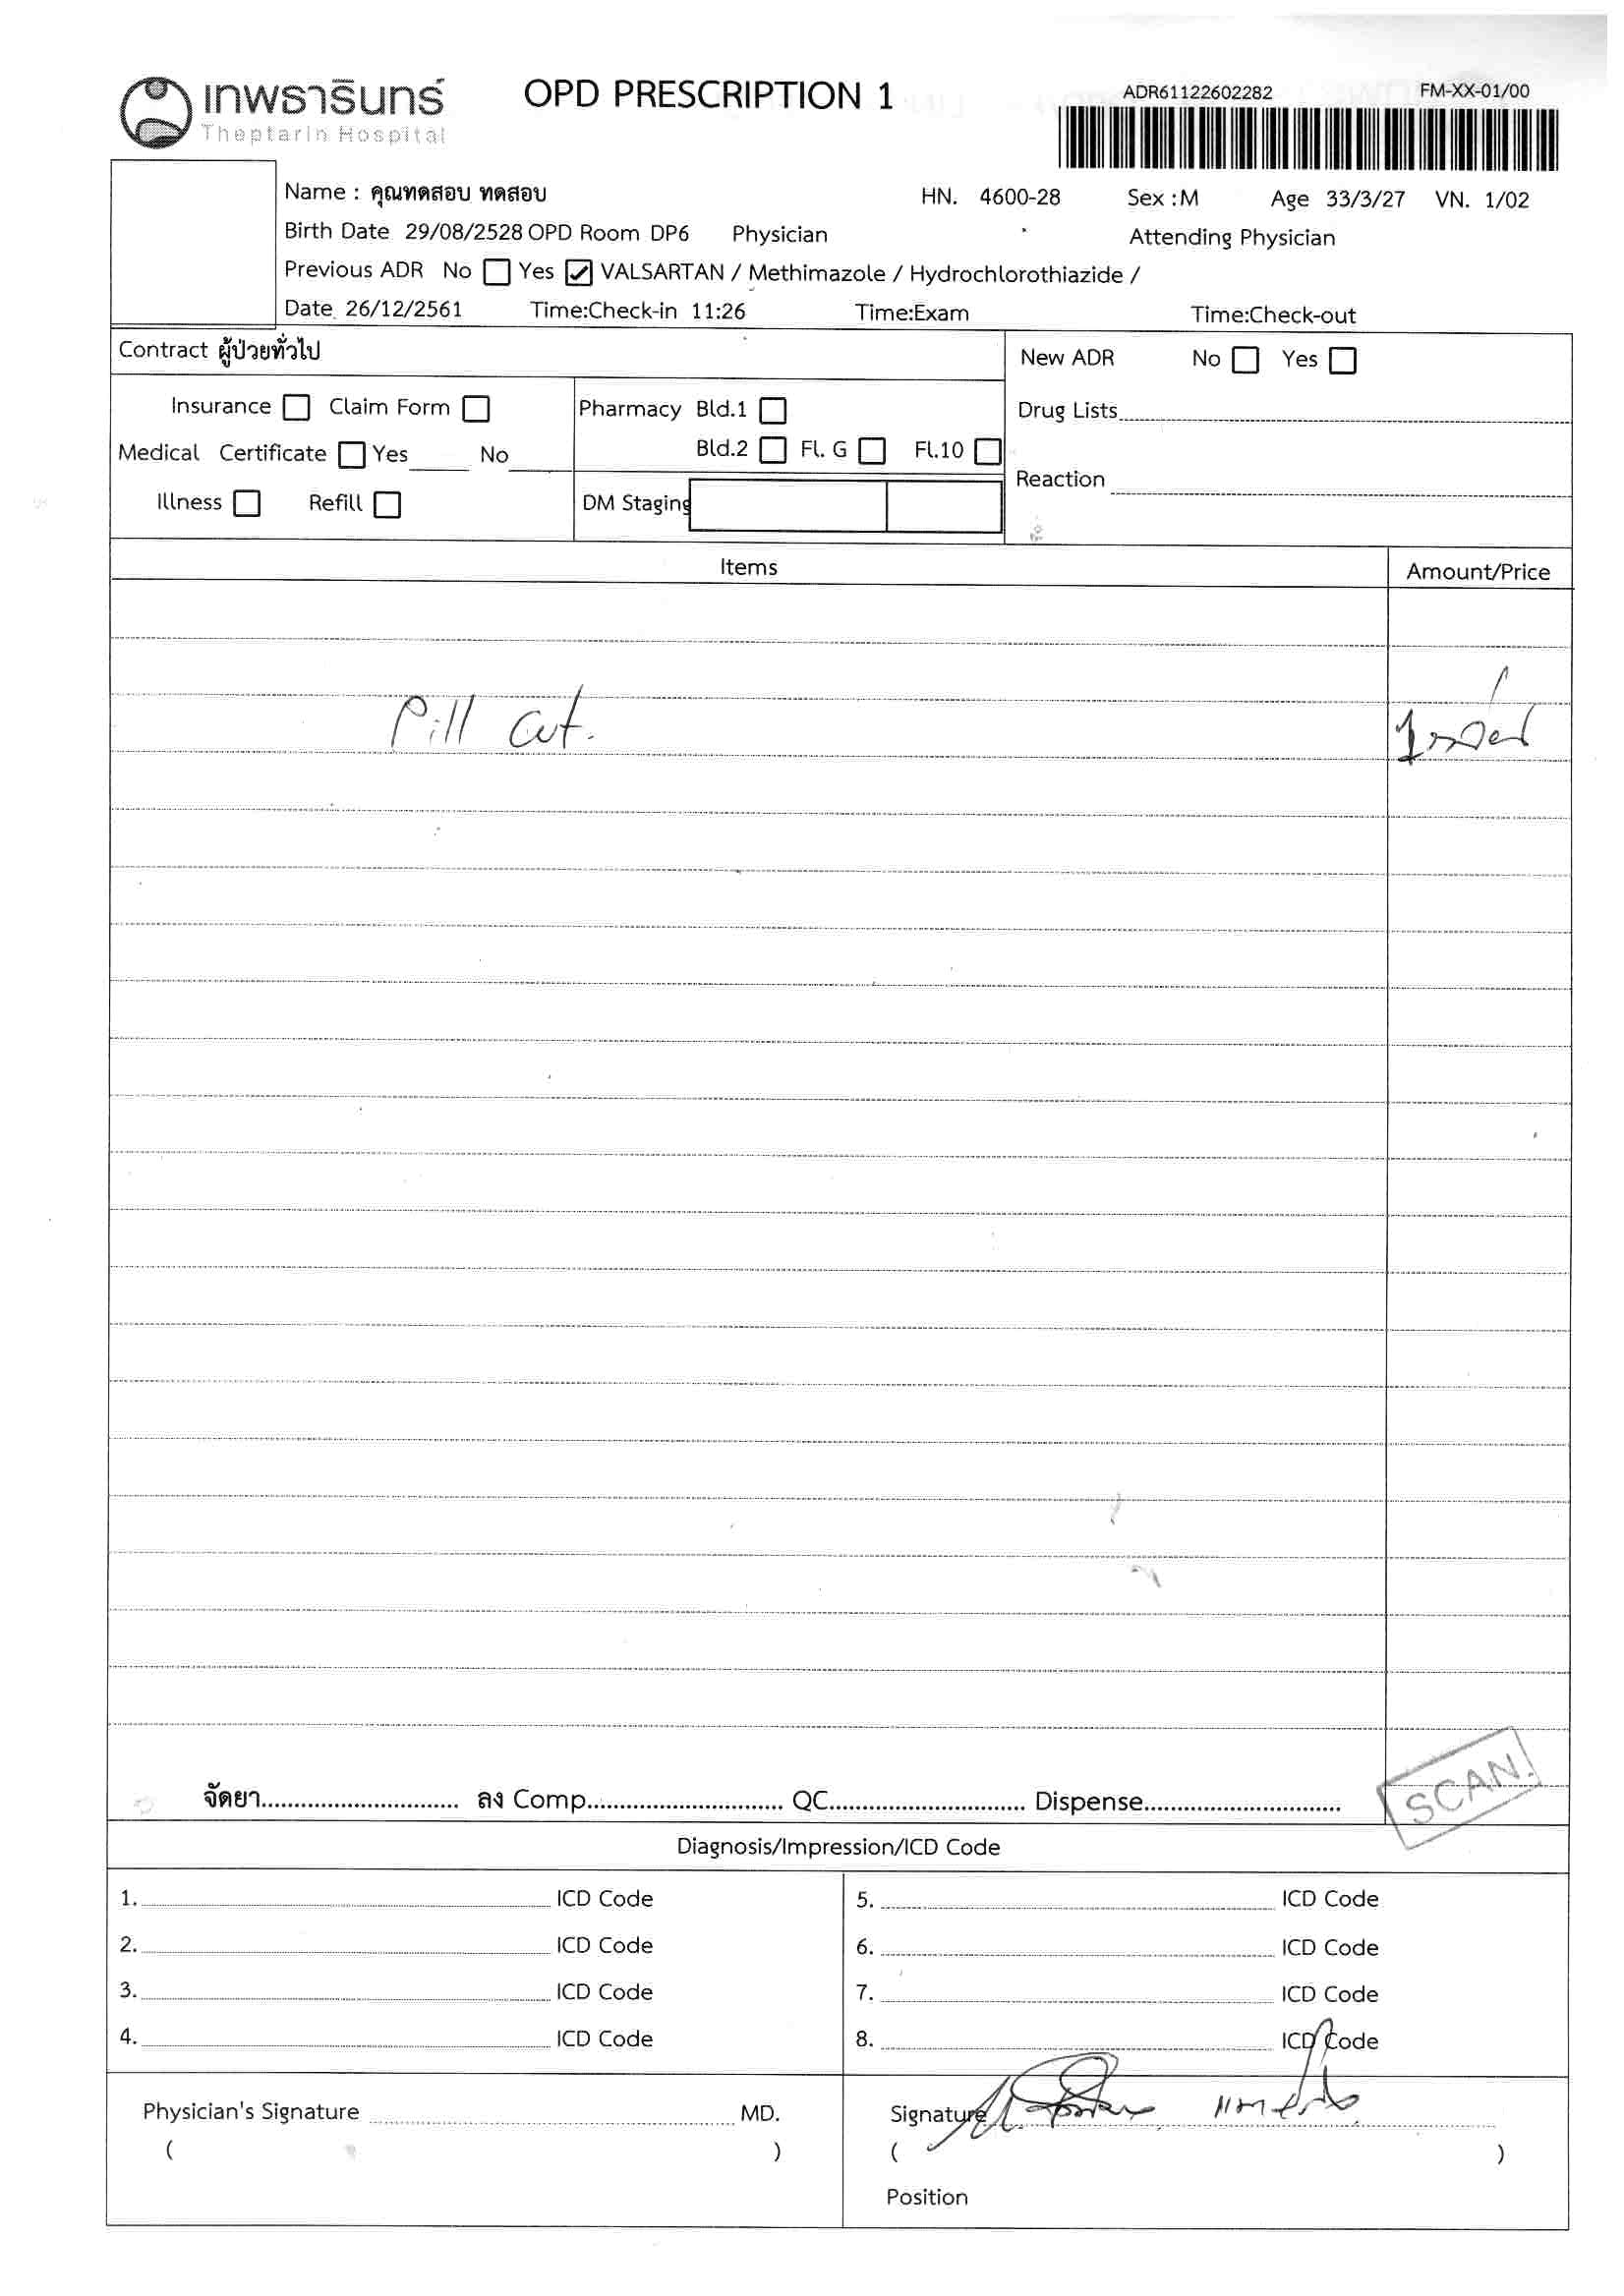 เทพธารินทร์
Theptarin Hospital
OPD PRESCRIPTION 1
ADR61122602282
FM-XX-01/00
Name : คุณทดสอบ ทดสอบ HN. 4600-28 Sex :M Age 33/3/27 VN. 1/02
Birth Date 29/08/2528 OPD Room DP6 Physician Attending Physician
Previous ADR No Yes VALSARTAN / Methimazole / Hydrochlorothiazide /
Date 26/12/2561 Time:Check-in 11:26 Time:Exam Time:Check-out
Contract ผู้ป่วยทั่วไป
New ADR No Yes
Insurance Claim Form
Pharmacy Bld.1
Drug Lists
Medical Certificate Yes No
Bld.2 Fl. G Fl.10
Reaction
Illness Refill
DM Staging
Items Amount/Price
Pill cut.
จัดยา ลง Comp QC Dispense
SCAN.
Diagnosis/Impression/ICD Code
1. ICD Code 5. ICD Code
2. ICD Code 6. ICD Code
3. ICD Code 7. ICD Code
4. ICD Code 8. ICD Code
Physician's Signature MD.
( )
Signature
( )
Position